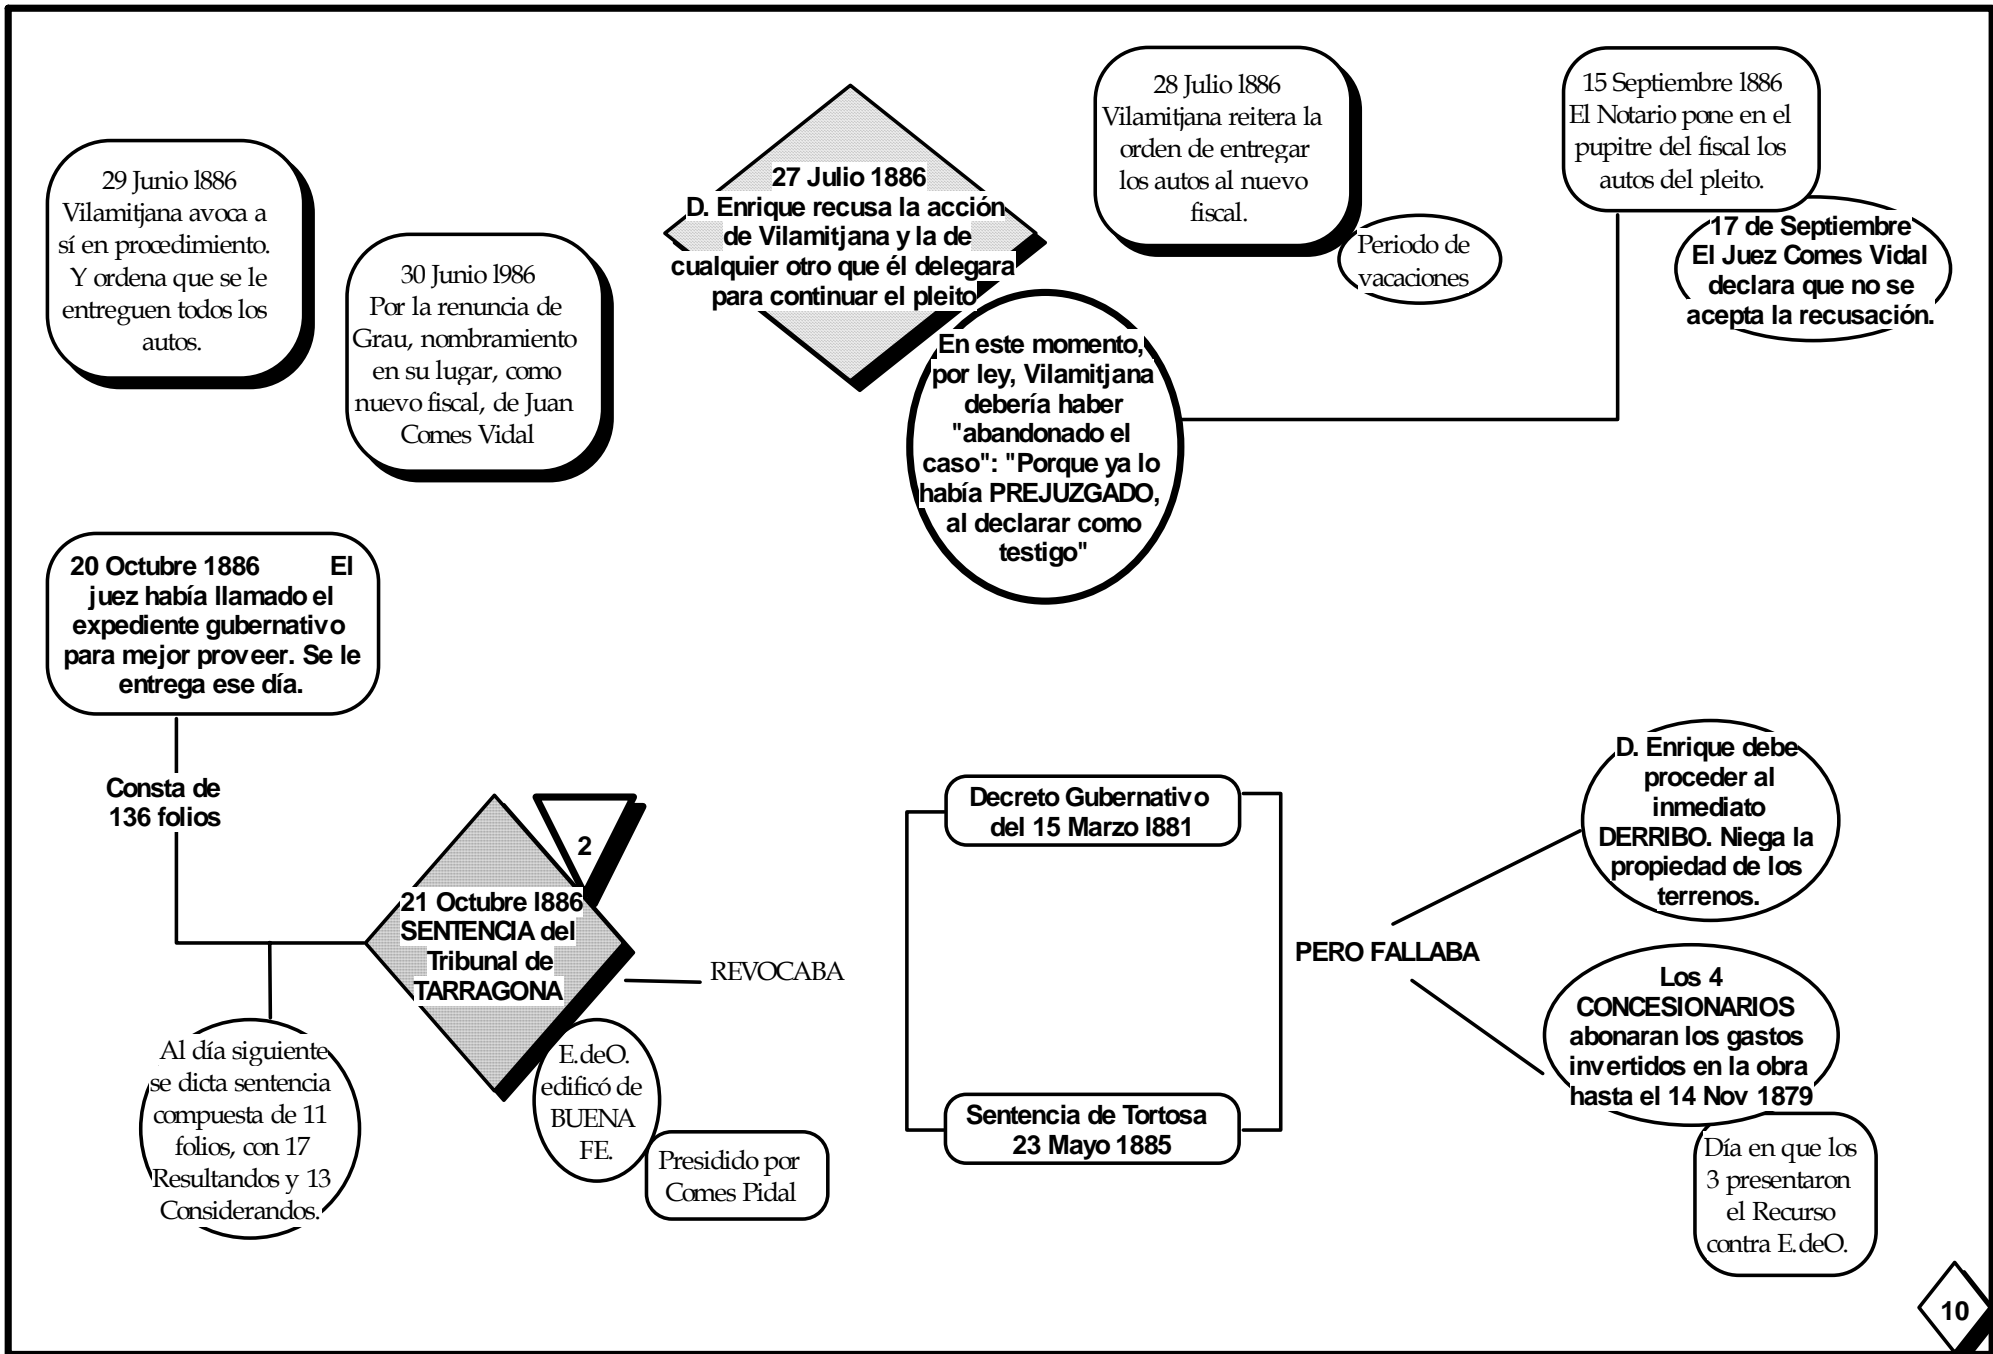 29 Junio l886
Vilamitjana avoca a
sí en procedimiento.
Y ordena que se le
entreguen todos los
autos.
30 Junio l986
Por la renuncia de
Grau, nombramiento
en su lugar, como
nuevo fiscal, de Juan
Comes Vidal
27 Julio 1886
D. Enrique recusa la acción
de Vilamitjana y la de
cualquier otro que él delegara
para continuar el pleito
En este momento,
por ley, Vilamitjana
debería haber
"abandonado el
caso": "Porque ya lo
había PREJUZGADO,
al declarar como
testigo"
28 Julio l886
Vilamitjana reitera la
orden de entregar
los autos al nuevo
fiscal.
Periodo de
vacaciones
15 Septiembre l886
El Notario pone en el
pupitre del fiscal los
autos del pleito.
17 de Septiembre
El Juez Comes Vidal
declara que no se
acepta la recusación.
20 Octubre 1886 El
juez había llamado el
expediente gubernativo
para mejor proveer. Se le
entrega ese día.
Consta de
136 folios
Al día siguiente
se dicta sentencia
compuesta de 11
folios, con 17
Resultandos y 13
Considerandos.
2
21 Octubre l886
SENTENCIA del
Tribunal de
TARRAGONA
REVOCABA
E.deO.
edificó de
BUENA
FE.
Presidido por
Comes Pidal
Decreto Gubernativo
del 15 Marzo l881
Sentencia de Tortosa
23 Mayo 1885
PERO FALLABA
D. Enrique debe
proceder al
inmediato
DERRIBO. Niega la
propiedad de los
terrenos.
Los 4
CONCESIONARIOS
abonaran los gastos
invertidos en la obra
hasta el 14 Nov 1879
Día en que los
3 presentaron
el Recurso
contra E.deO.
10